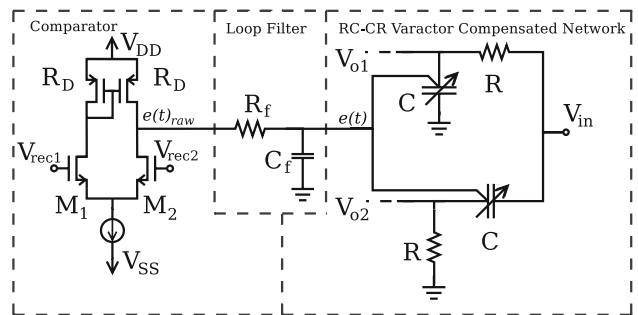 Comparator
Loop Filter
RC-CR Varactor Compensated Network
V_DD
R_D
R_D
e(t)_raw
R_f
C_f
e(t)
V_rec1
V_rec2
M_1
M_2
V_SS
V_o1
R
C
V_in
V_o2
R
C